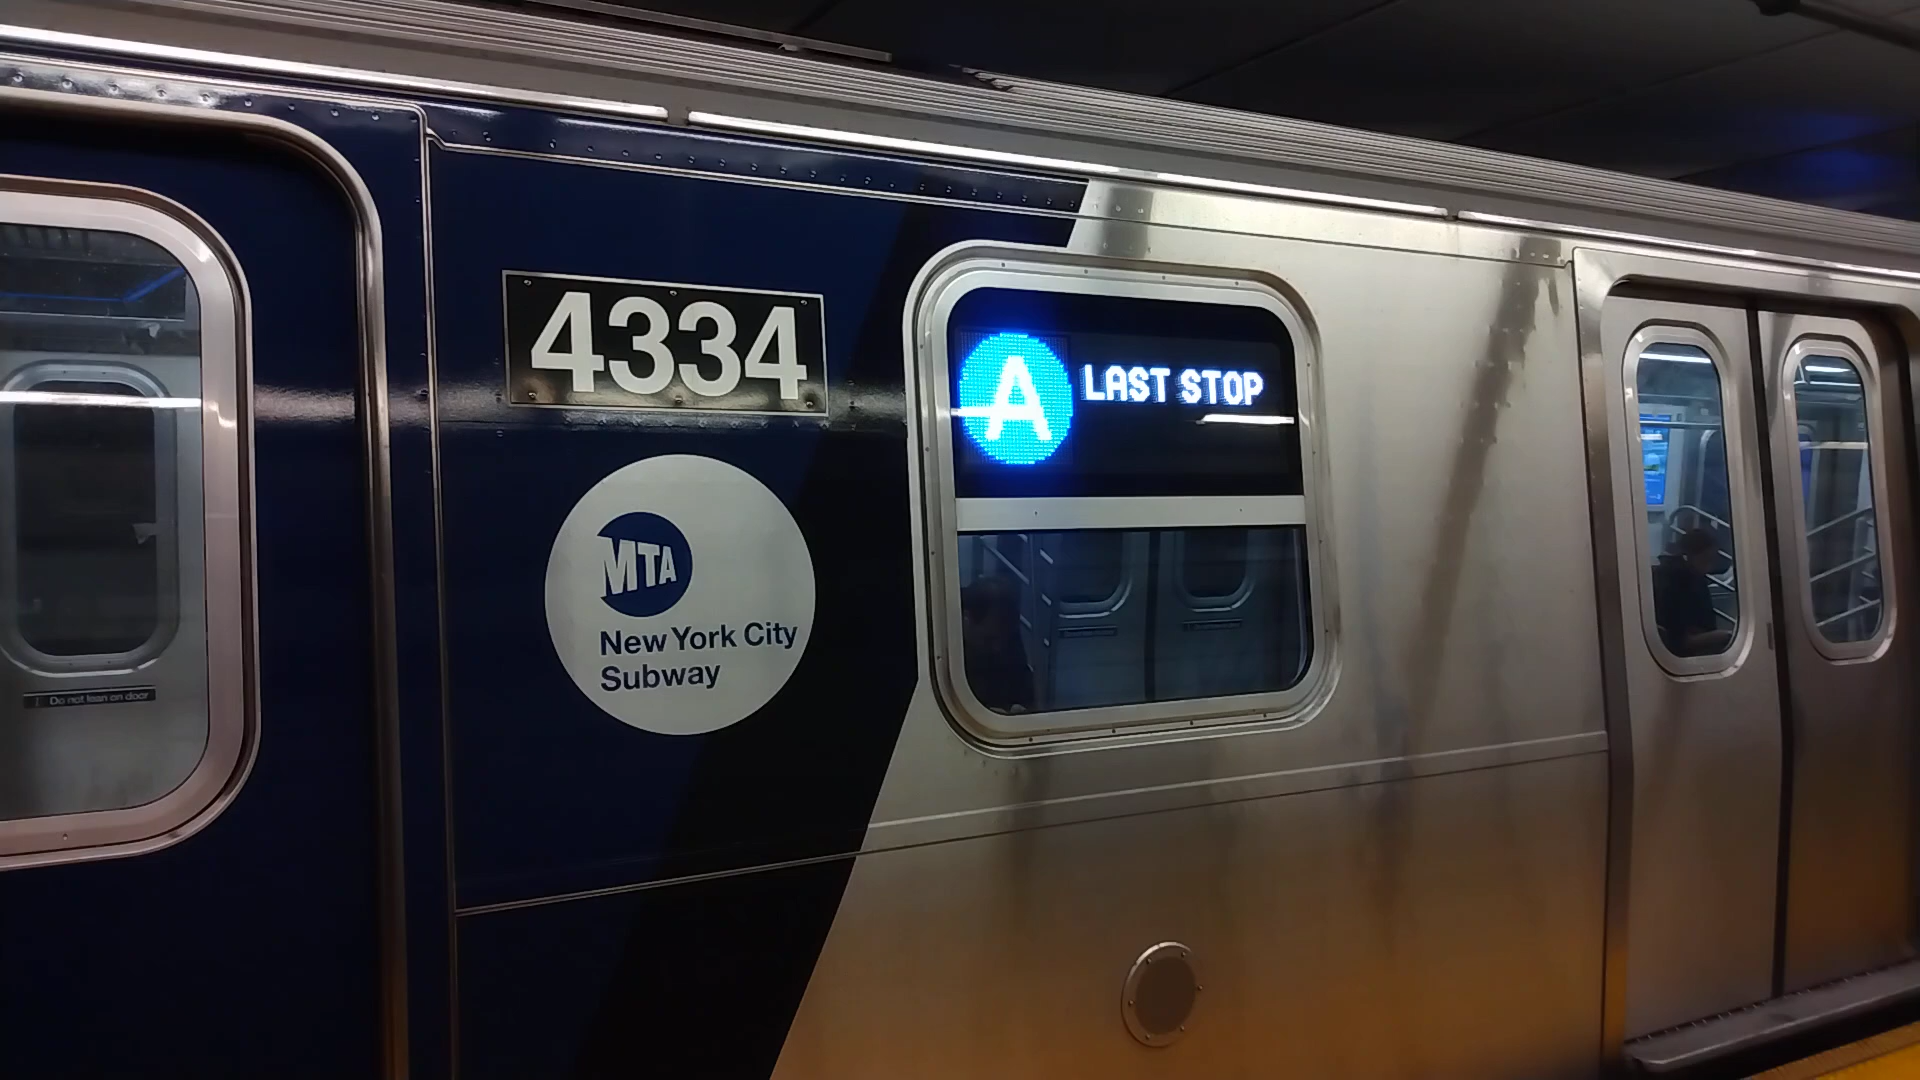 4334
A LAST STOP
MTA
New York City
Subway
Do not lean on door